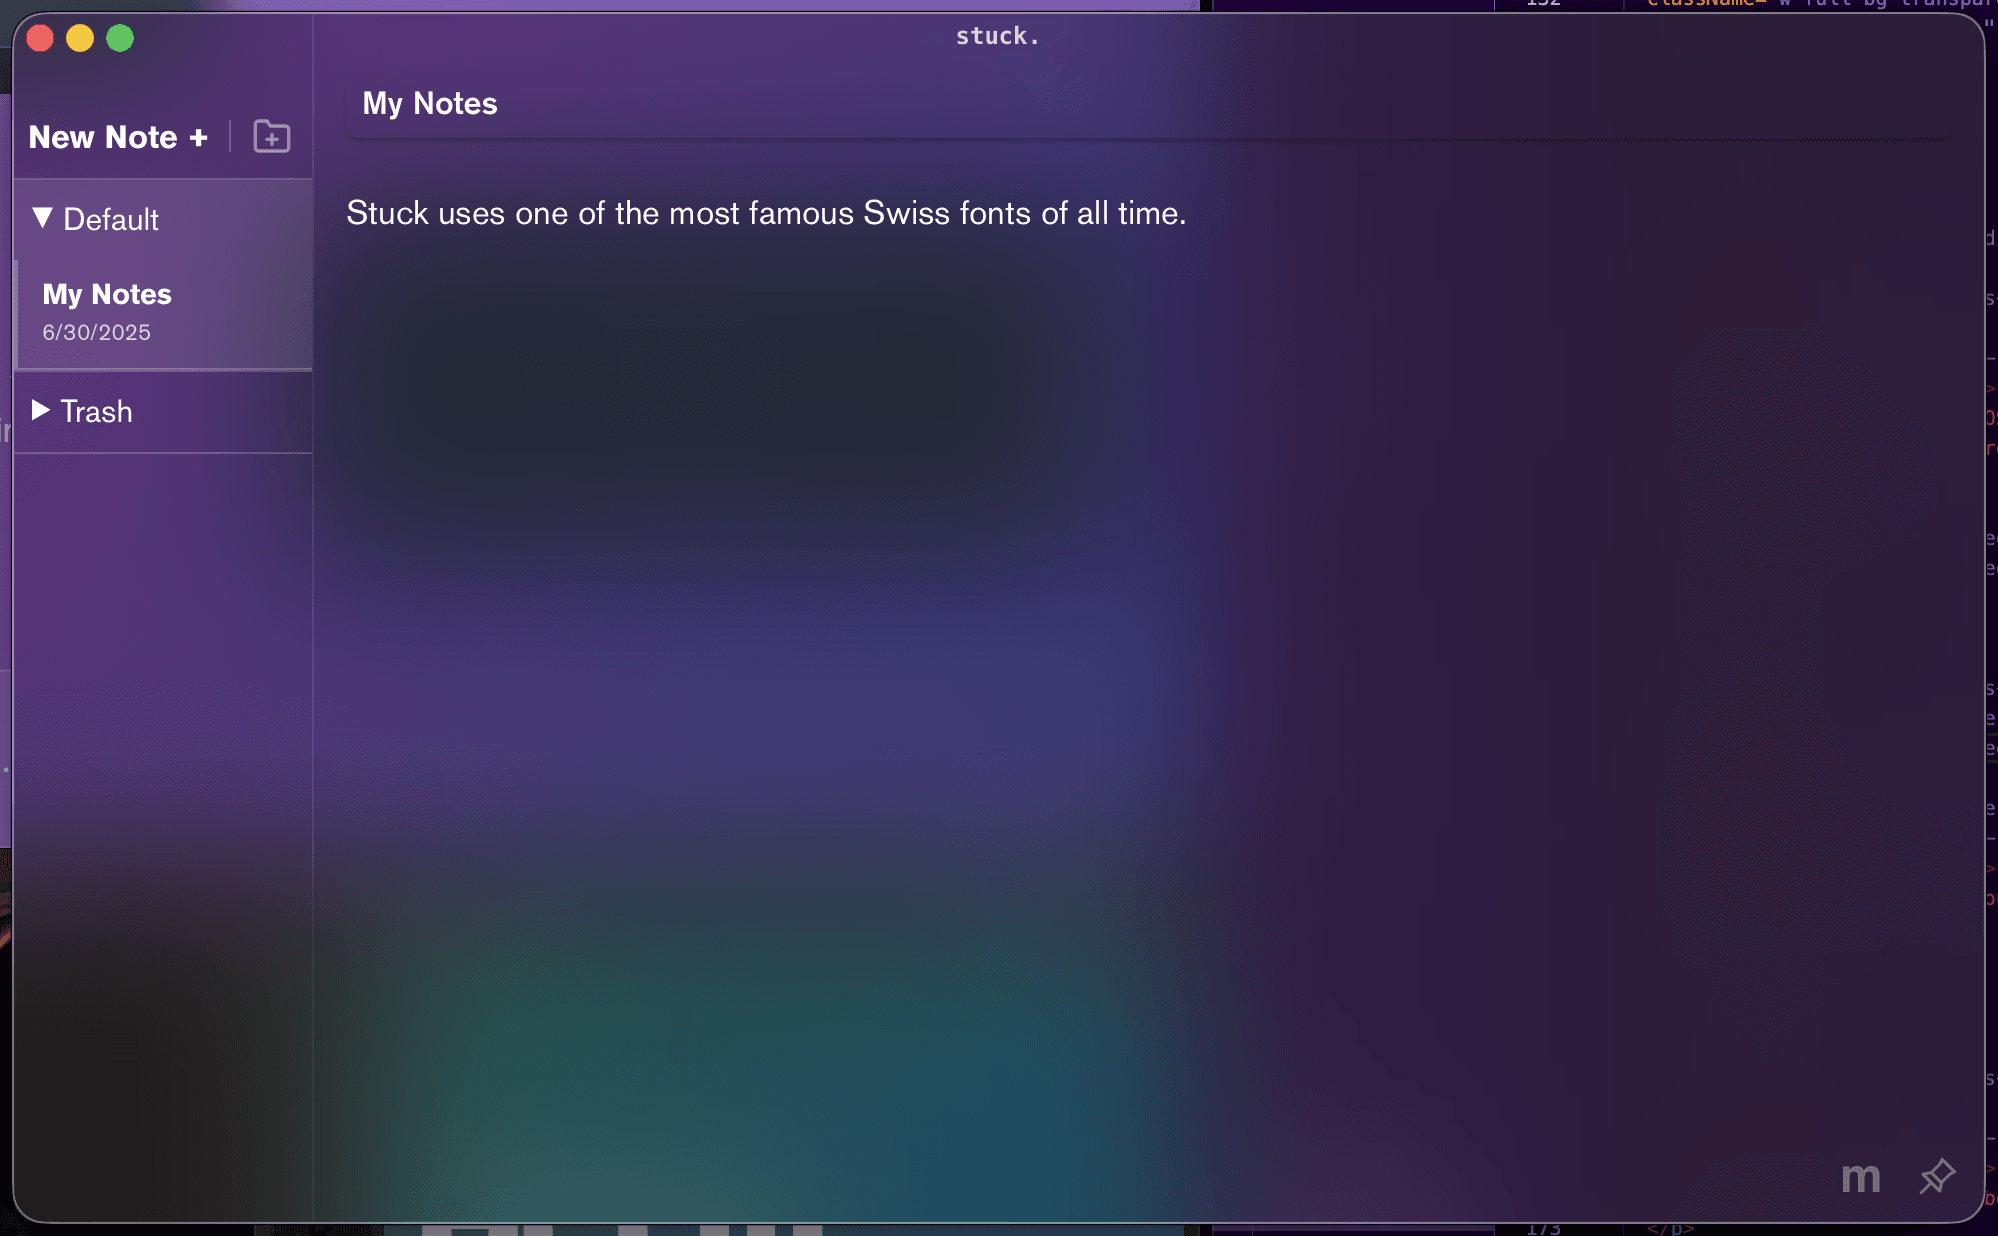 stuck.
New Note +
Default
My Notes
6/30/2025
Trash
My Notes
Stuck uses one of the most famous Swiss fonts of all time.
m
173 </p>